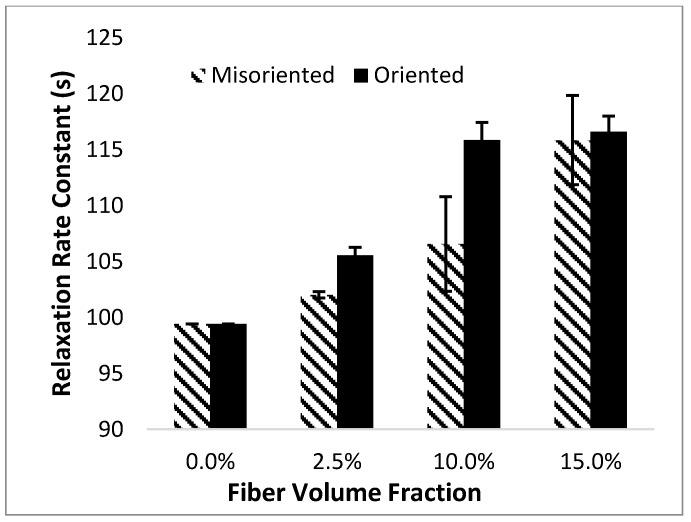 125
120
115
110
105
100
95
90
Relaxation Rate Constant (s)
Misoriented Oriented
0.0% 2.5% 10.0% 15.0%
Fiber Volume Fraction